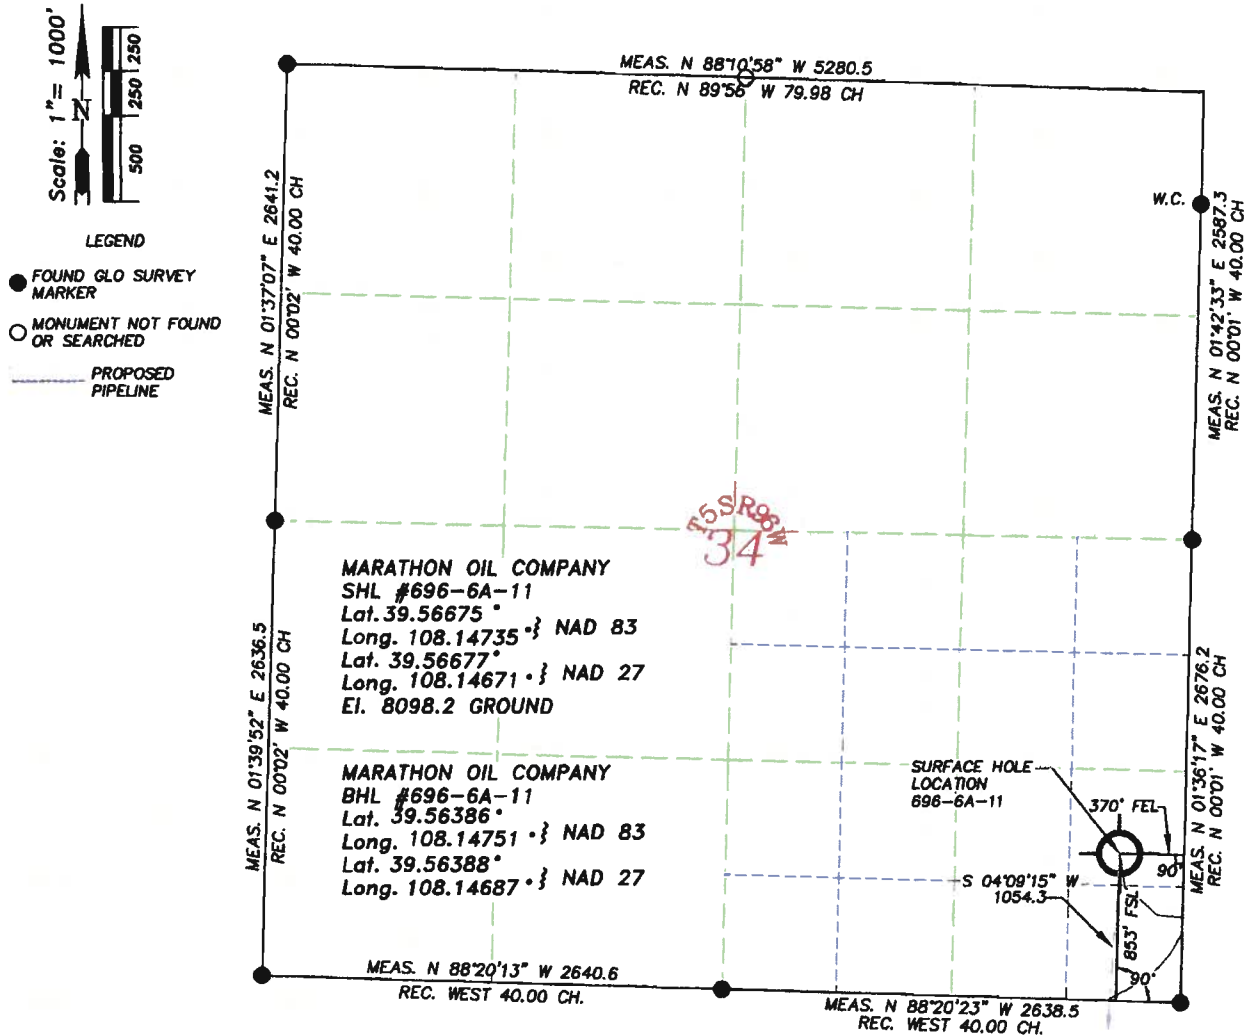 Scale: 1"= 1000'
N
500
250
250
LEGEND
FOUND GLO SURVEY
MARKER
MONUMENT NOT FOUND
OR SEARCHED
PROPOSED
PIPELINE
MEAS. N 88°10'58" W 5280.5
REC. N 89°56' W 79.98 CH
MEAS. N 01°37'07" E 2641.2
REC. N 00°02' W 40.00 CH
W.C.
MEAS. N 01°42'33" E 2587.3
REC. N 00°01' W 40.00 CH
T5S R96W
34
MARATHON OIL COMPANY
SHL #696-6A-11
Lat. 39.56675°
Long. 108.14735° } NAD 83
Lat. 39.56677°
Long. 108.14671° } NAD 27
El. 8098.2 GROUND
MARATHON OIL COMPANY
BHL #696-6A-11
Lat. 39.56386°
Long. 108.14751° } NAD 83
Lat. 39.56388°
Long. 108.14687° } NAD 27
MEAS. N 01°39'52" E 2636.5
REC. N 00°02' W 40.00 CH
SURFACE HOLE
LOCATION
696-6A-11
370' FEL
90°
S 04°09'15" W
1054.3
853' FSL
90°
MEAS. N 01°36'17" E 2676.2
REC. N 00°01' W 40.00 CH
MEAS. N 88°20'13" W 2640.6
REC. WEST 40.00 CH.
MEAS. N 88°20'23" W 2638.5
REC. WEST 40.00 CH.